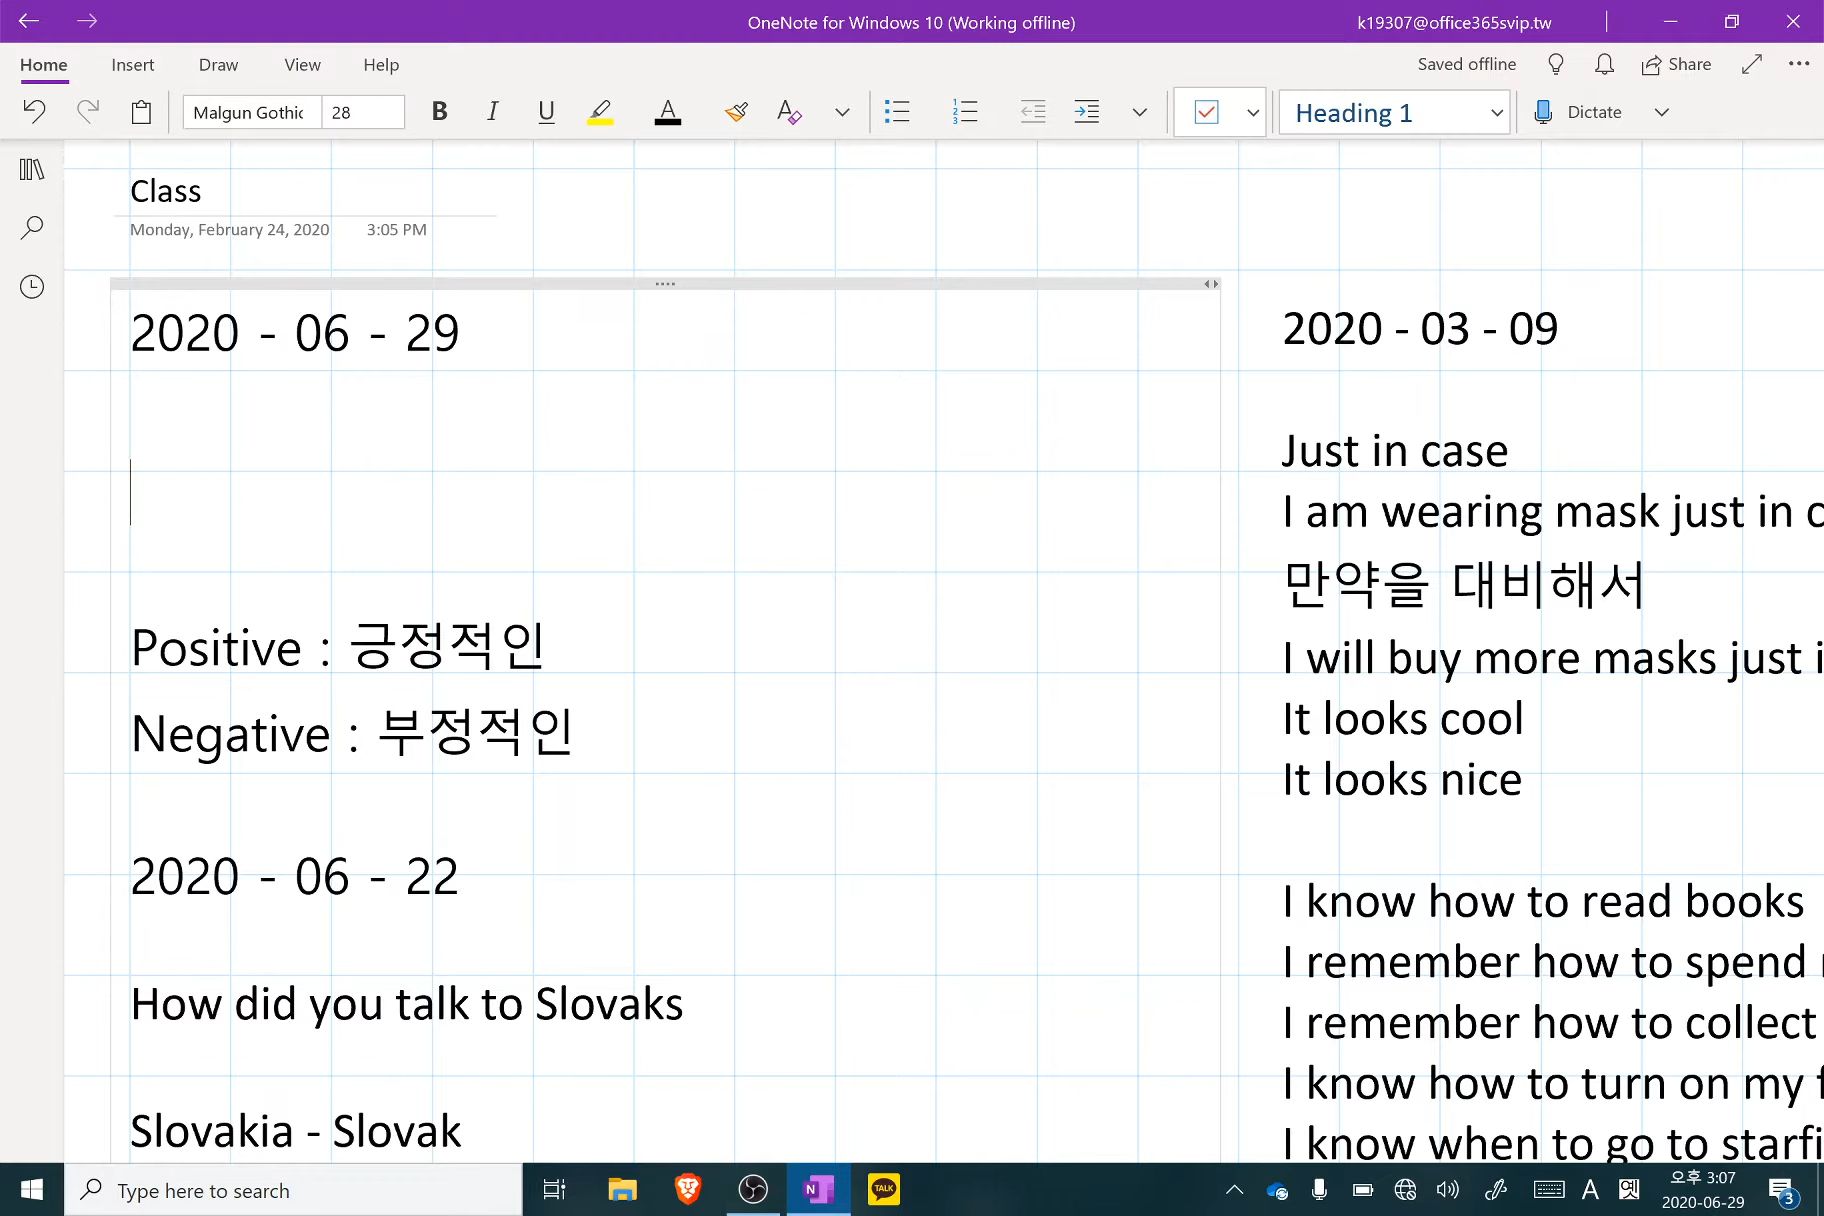 OneNote for Windows 10 (Working offline)
k19307@office365svip.tw
Home
Insert
Draw
View
Help
Saved offline
Share
Malgun Gothic
28
B
I
U
A
A
Heading 1
Dictate
Class
Monday, February 24, 2020
3:05 PM
2020 - 06 - 29
Positive : 긍정적인
Negative : 부정적인
2020 - 06 - 22
How did you talk to Slovaks
Slovakia - Slovak
2020 - 03 - 09
Just in case
I am wearing mask just in c
만약을 대비해서
I will buy more masks just i
It looks cool
It looks nice
I know how to read books
I remember how to spend
I remember how to collect
I know how to turn on my f
I know when to go to starfi
Type here to search
N
TALK
A
오후 3:07
2020-06-29
3